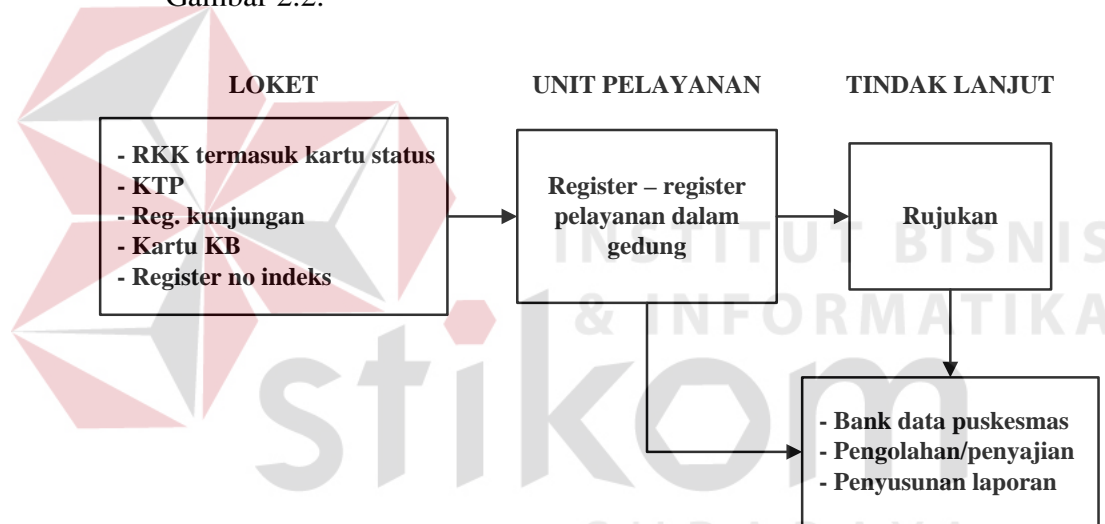 Gambar 2.2.
LOKET
UNIT PELAYANAN
TINDAK LANJUT
- RKK termasuk kartu status
- KTP
- Reg. kunjungan
- Kartu KB
- Register no indeks
Register – register
pelayanan dalam
gedung
Rujukan
- Bank data puskesmas
- Pengolahan/penyajian
- Penyusunan laporan
INSTITUT BISNIS
& INFORMATIKA
stikom